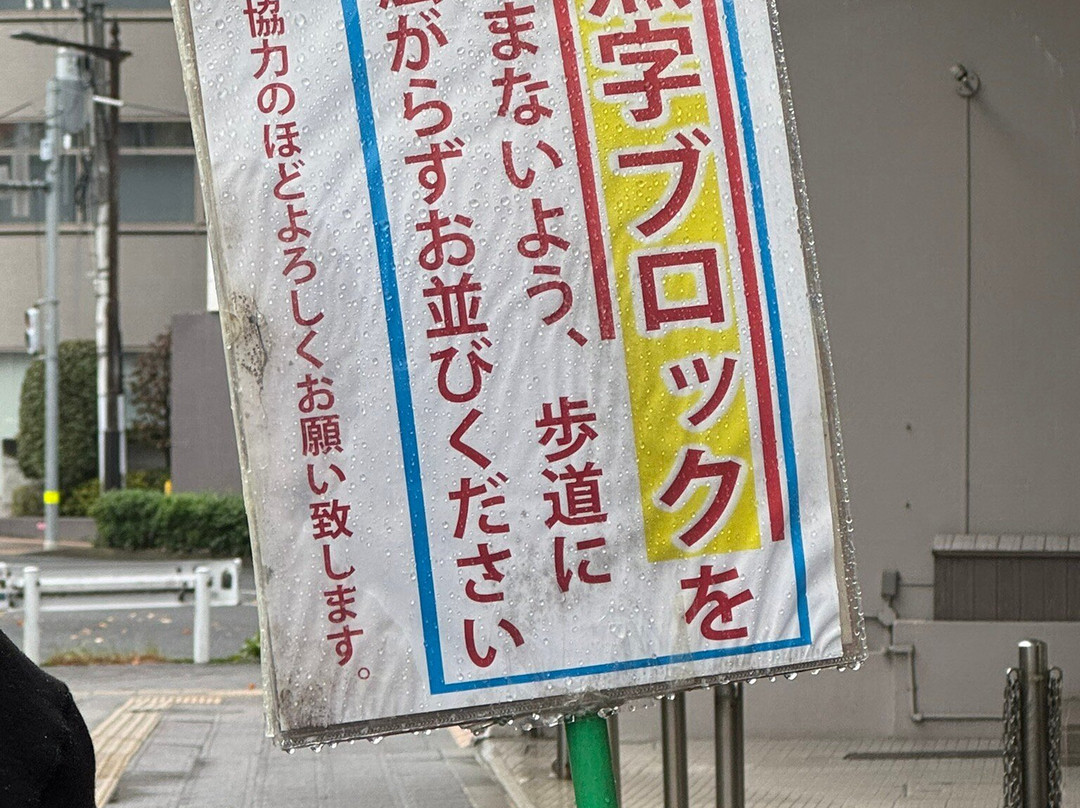 字ブロックを
まないよう、歩道に
がらずお並びください
協力のほどよろしくお願い致します。